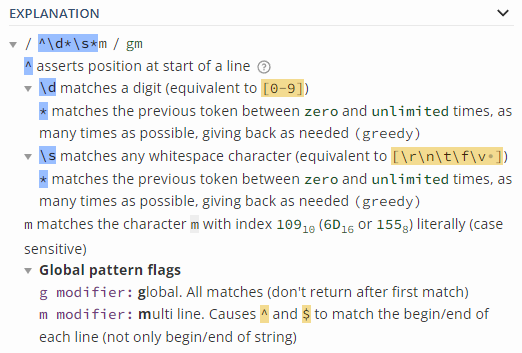 EXPLANATION
/ ^\d*\s*m / gm
^ asserts position at start of a line
\d matches a digit (equivalent to [0-9])
* matches the previous token between zero and unlimited times, as
many times as possible, giving back as needed (greedy)
\s matches any whitespace character (equivalent to [\r\n\t\f\v ])
* matches the previous token between zero and unlimited times, as
many times as possible, giving back as needed (greedy)
m matches the character m with index 109₁₀ (6D₁₆ or 155₈) literally (case
sensitive)
Global pattern flags
g modifier: global. All matches (don't return after first match)
m modifier: multi line. Causes ^ and $ to match the begin/end of
each line (not only begin/end of string)